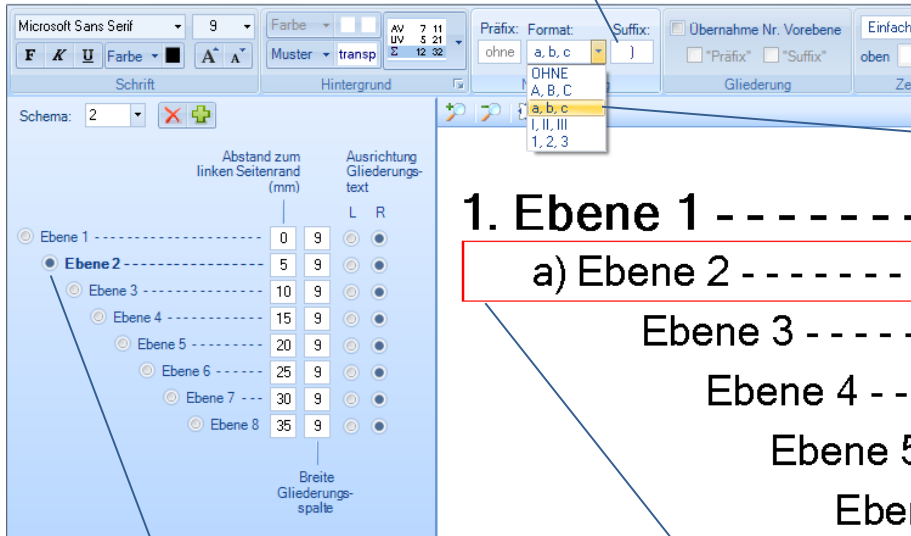 Microsoft Sans Serif 9 Farbe Präfix: Format: Suffix: Übernahme Nr. Vorebene Einfach
AV 7 11
UV 5 21
Σ 12 32
F K U Farbe A A Muster transp ohne a, b, c ) "Präfix" "Suffix" oben
Schrift Hintergrund N g Gliederung Ze
OHNE
A, B, C
a, b, c
I, II, III
1, 2, 3
Schema: 2
Abstand zum
linken Seitenrand
(mm)
Ausrichtung
Gliederungs-
text
L R
Ebene 1 0 9
Ebene 2 5 9
Ebene 3 10 9
Ebene 4 15 9
Ebene 5 20 9
Ebene 6 25 9
Ebene 7 30 9
Ebene 8 35 9
Breite
Gliederungs-
spalte
1. Ebene 1
a) Ebene 2
Ebene 3
Ebene 4
Ebene 5
Eben